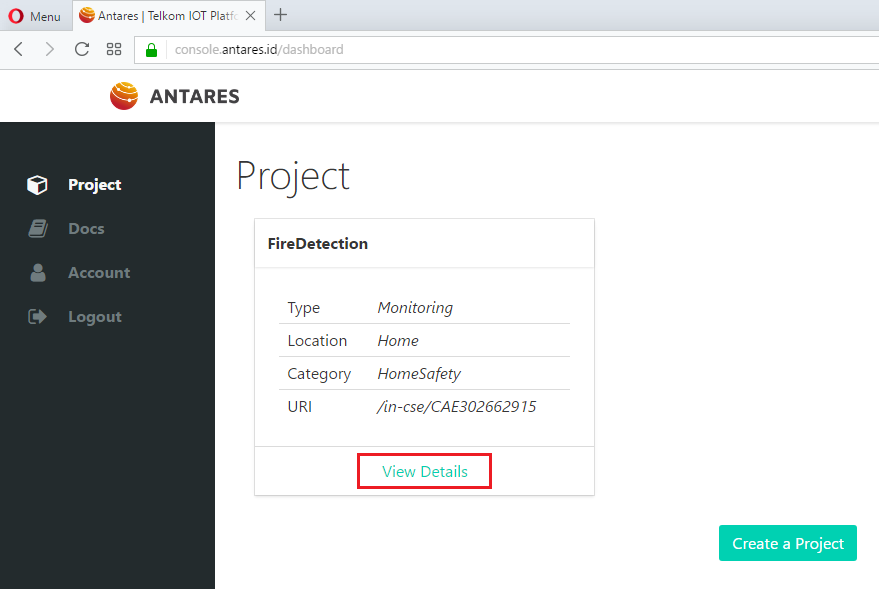 Menu
Antares | Telkom IOT Platfo
console.antares.id/dashboard
ANTARES
Project
Docs
Account
Logout
Project
FireDetection
Type Monitoring
Location Home
Category HomeSafety
URI /in-cse/CAE302662915
View Details
Create a Project